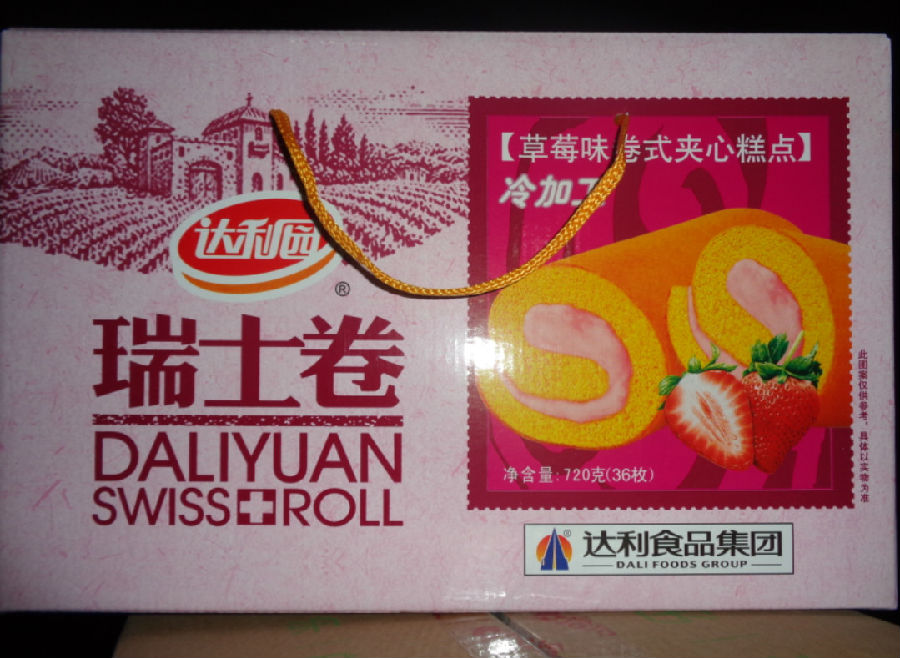 达利园
®
瑞士卷
DALIYUAN
SWISS ROLL
【草莓味卷式夹心糕点】
冷加工
净含量:720克(36枚)
此图案仅供参考,具体以实物为准
®
达利食品集团
DALI FOODS GROUP